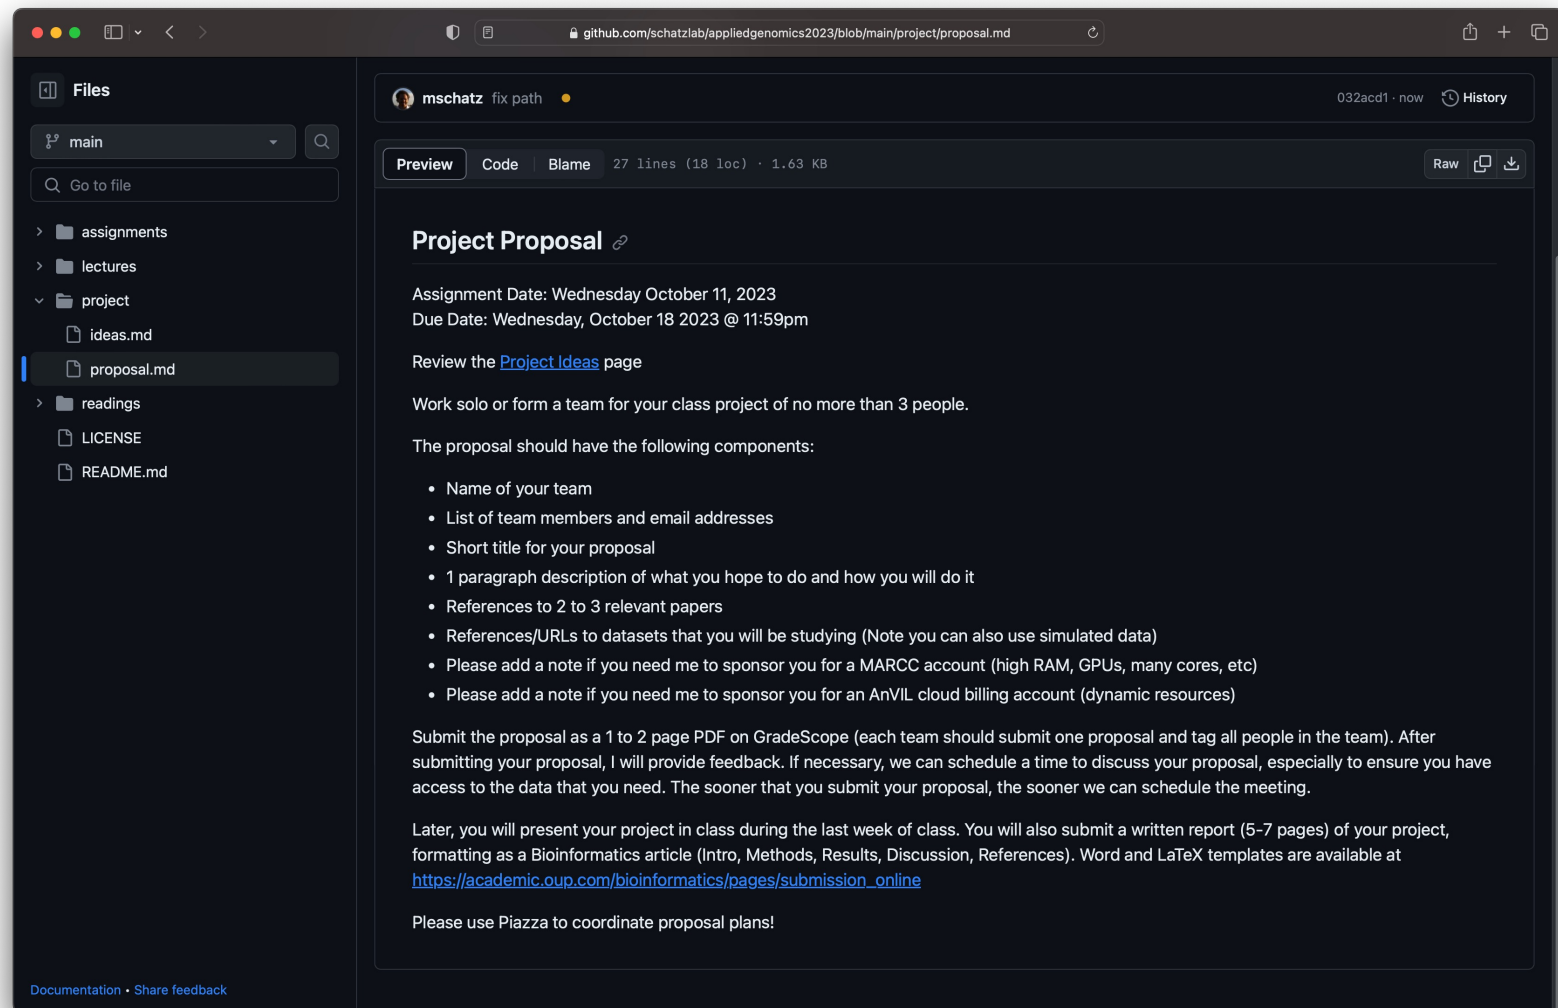 github.com/schatzlab/appliedgenomics2023/blob/main/project/proposal.md
Files
main
Go to file
assignments
lectures
project
ideas.md
proposal.md
readings
LICENSE
README.md
Documentation • Share feedback
mschatz fix path
032acd1 · now History
Preview Code Blame 27 lines (18 loc) · 1.63 KB
Raw
Project Proposal
Assignment Date: Wednesday October 11, 2023
Due Date: Wednesday, October 18 2023 @ 11:59pm
Review the Project Ideas page
Work solo or form a team for your class project of no more than 3 people.
The proposal should have the following components:
• Name of your team
• List of team members and email addresses
• Short title for your proposal
• 1 paragraph description of what you hope to do and how you will do it
• References to 2 to 3 relevant papers
• References/URLs to datasets that you will be studying (Note you can also use simulated data)
• Please add a note if you need me to sponsor you for a MARCC account (high RAM, GPUs, many cores, etc)
• Please add a note if you need me to sponsor you for an AnVIL cloud billing account (dynamic resources)
Submit the proposal as a 1 to 2 page PDF on GradeScope (each team should submit one proposal and tag all people in the team). After
submitting your proposal, I will provide feedback. If necessary, we can schedule a time to discuss your proposal, especially to ensure you have
access to the data that you need. The sooner that you submit your proposal, the sooner we can schedule the meeting.
Later, you will present your project in class during the last week of class. You will also submit a written report (5-7 pages) of your project,
formatting as a Bioinformatics article (Intro, Methods, Results, Discussion, References). Word and LaTeX templates are available at
https://academic.oup.com/bioinformatics/pages/submission_online
Please use Piazza to coordinate proposal plans!